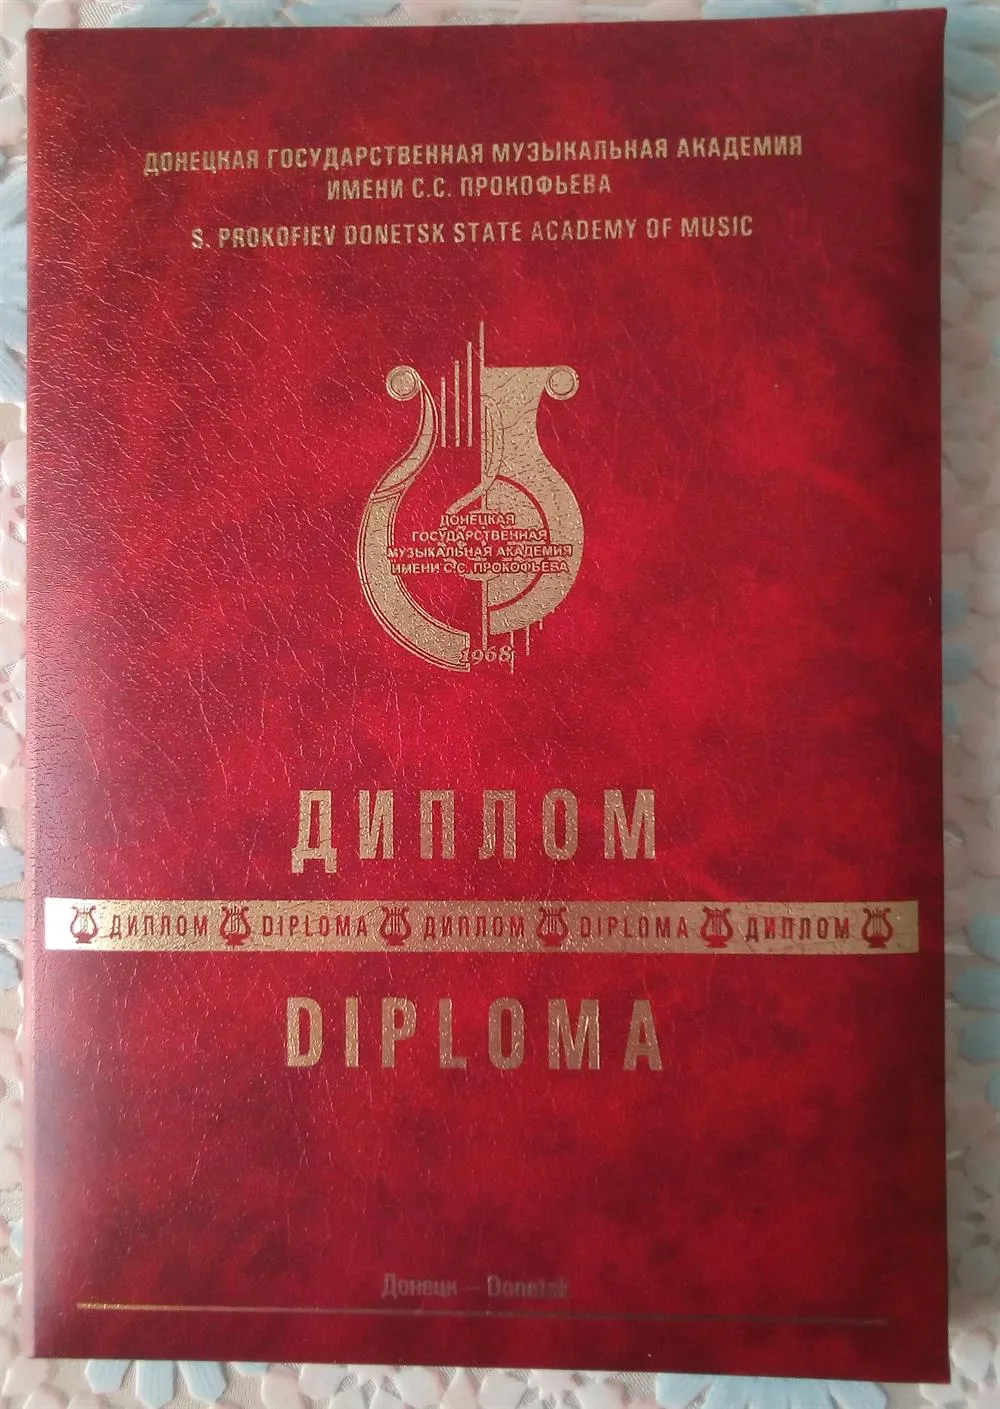 ДОНЕЦКАЯ ГОСУДАРСТВЕННАЯ МУЗЫКАЛЬНАЯ АКАДЕМИЯ
ИМЕНИ С.С. ПРОКОФЬЕВА
S. PROKOFIEV DONETSK STATE ACADEMY OF MUSIC
ДОНЕЦКАЯ
ГОСУДАРСТВЕННАЯ
МУЗЫКАЛЬНАЯ АКАДЕМИЯ
ИМЕНИ С.С. ПРОКОФЬЕВА
1968
ДИПЛОМ
ДИПЛОМ DIPLOMA ДИПЛОМ DIPLOMA ДИПЛОМ
DIPLOMA
Донецк – Donetsk